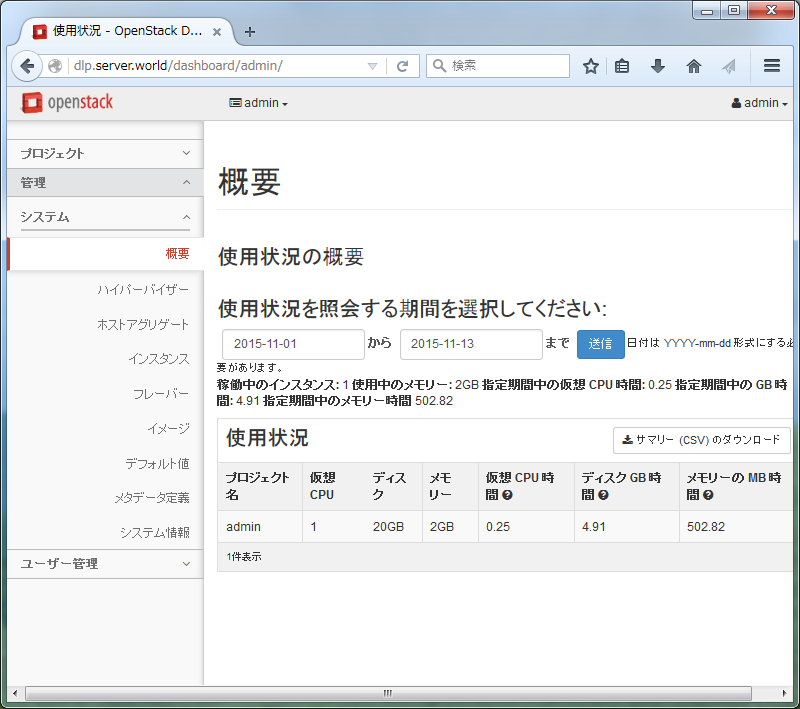 使用状況 - OpenStack D...
dlp.server.world/dashboard/admin/
検索
openstack
admin
admin
プロジェクト
管理
システム
概要
ハイパーバイザー
ホストアグリゲート
インスタンス
フレーバー
イメージ
デフォルト値
メタデータ定義
システム情報
ユーザー管理
概要
使用状況の概要
使用状況を照会する期間を選択してください:
2015-11-01 から 2015-11-13 まで 送信 日付は YYYY-mm-dd 形式にする必
要があります。
稼働中のインスタンス: 1 使用中のメモリー: 2GB 指定期間中の仮想 CPU 時間: 0.25 指定期間中の GB 時
間: 4.91 指定期間中のメモリー時間 502.82
使用状況
サマリー (CSV) のダウンロード
プロジェクト名 仮想 CPU ディスク メモリー 仮想 CPU 時間 ディスク GB 時間 メモリーの MB 時間
admin 1 20GB 2GB 0.25 4.91 502.82
1件表示